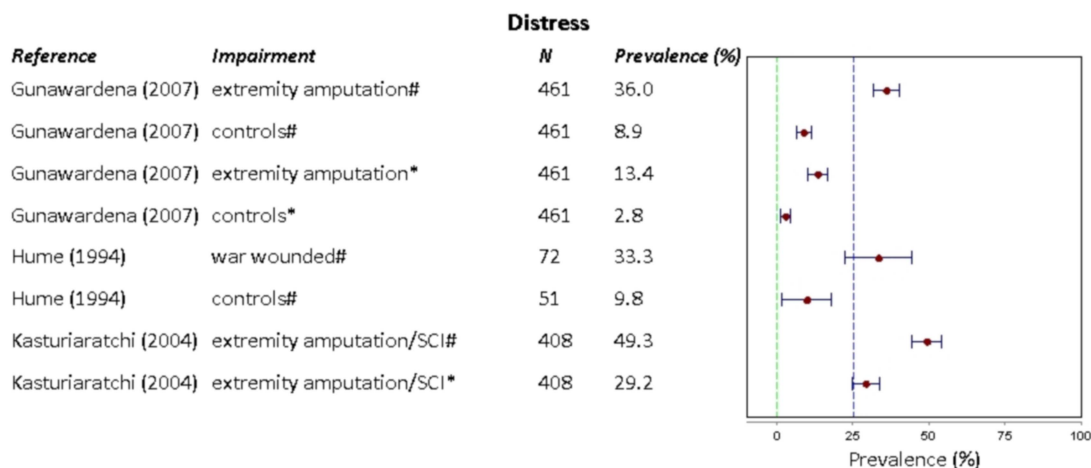 Distress
Reference Impairment N Prevalence (%)
Gunawardena (2007) extremity amputation# 461 36.0
Gunawardena (2007) controls# 461 8.9
Gunawardena (2007) extremity amputation* 461 13.4
Gunawardena (2007) controls* 461 2.8
Hume (1994) war wounded# 72 33.3
Hume (1994) controls# 51 9.8
Kasturiaratchi (2004) extremity amputation/SCI# 408 49.3
Kasturiaratchi (2004) extremity amputation/SCI* 408 29.2
0 25 50 75 100
Prevalence (%)